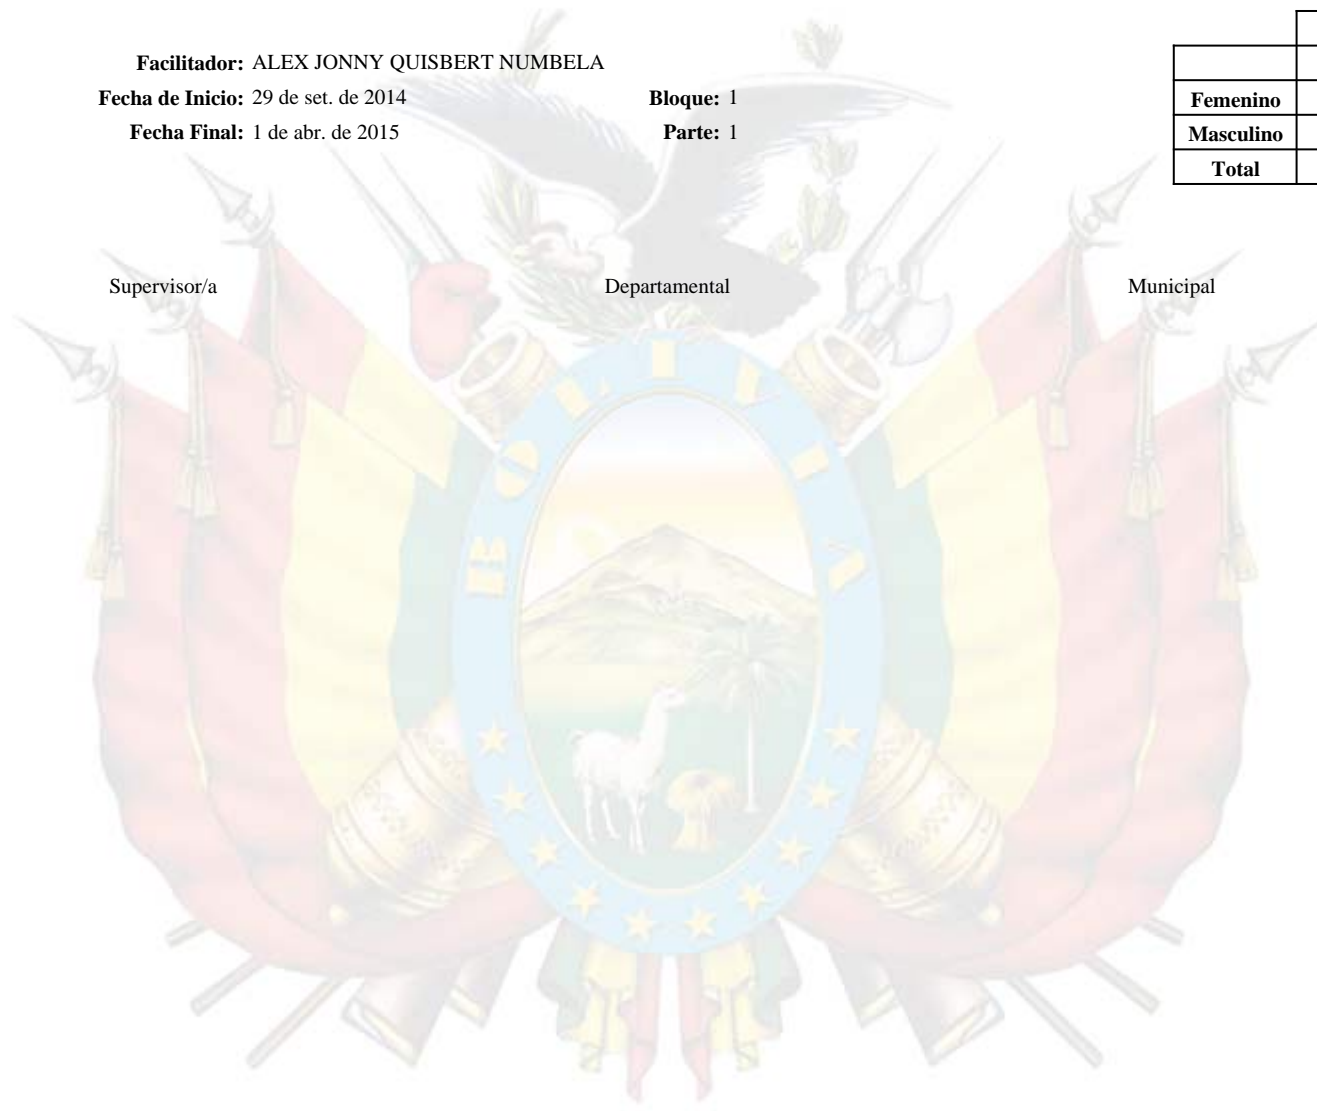 Facilitador: ALEX JONNY QUISBERT NUMBELA
Fecha de Inicio: 29 de set. de 2014 Bloque: 1
Femenino
Fecha Final: 1 de abr. de 2015 Parte: 1
Masculino
Total
Supervisor/a Departamental Municipal
BOLIVIA